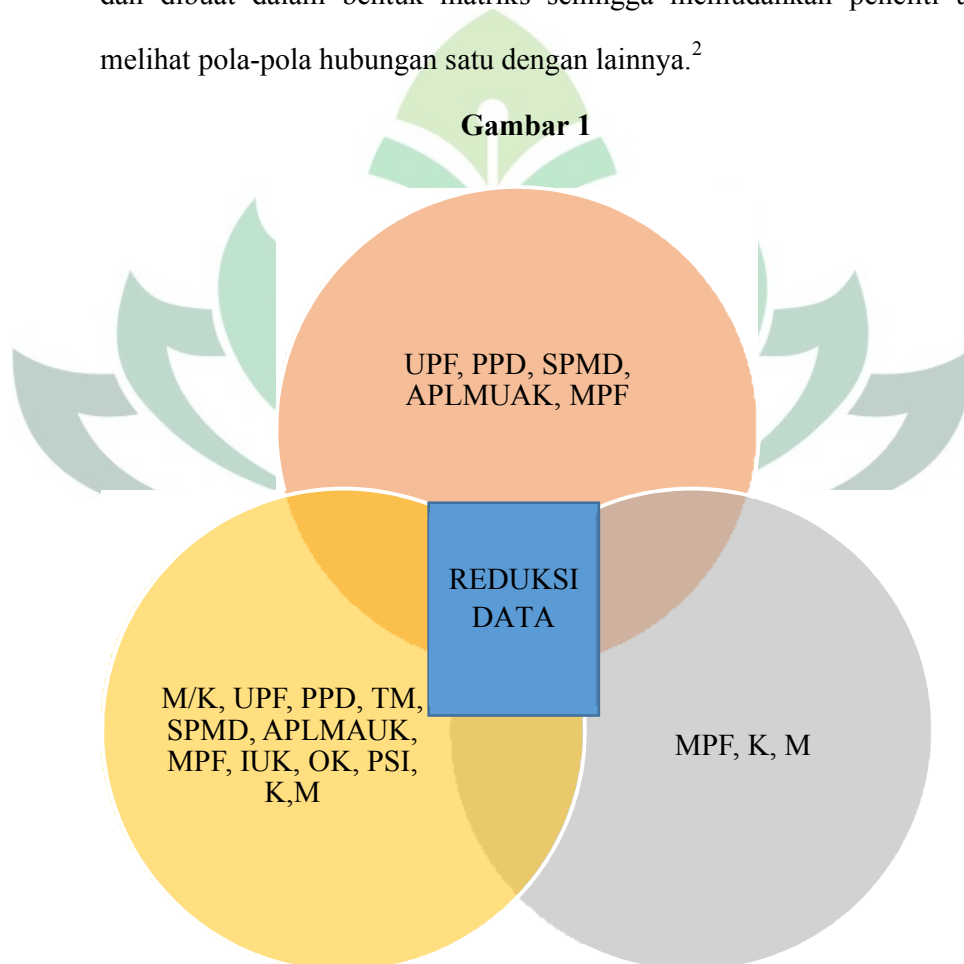 dan dibuat dalam bentuk matriks sehingga memudahkan peneliti
melihat pola-pola hubungan satu dengan lainnya.2
Gambar 1
UPF, PPD, SPMD,
APLMUAK, MPF
REDUKSI
DATA
M/K, UPF, PPD, TM,
SPMD, APLMAUK,
MPF, IUK, OK, PSI,
K,M
MPF, K, M